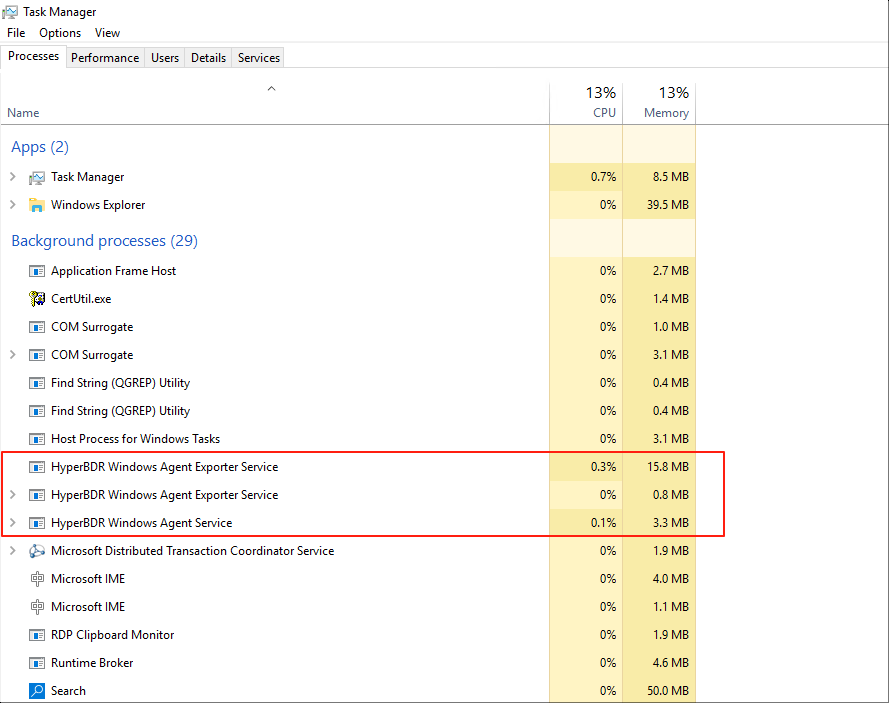 Task Manager
File Options View
Processes Performance Users Details Services
13% 13%
Name CPU Memory
Apps (2)
Task Manager 0.7% 8.5 MB
Windows Explorer 0% 39.5 MB
Background processes (29)
Application Frame Host 0% 2.7 MB
CertUtil.exe 0% 1.4 MB
COM Surrogate 0% 1.0 MB
COM Surrogate 0% 3.1 MB
Find String (QGREP) Utility 0% 0.4 MB
Find String (QGREP) Utility 0% 0.4 MB
Host Process for Windows Tasks 0% 3.1 MB
HyperBDR Windows Agent Exporter Service 0.3% 15.8 MB
HyperBDR Windows Agent Exporter Service 0% 0.8 MB
HyperBDR Windows Agent Service 0.1% 3.3 MB
Microsoft Distributed Transaction Coordinator Service 0% 1.9 MB
Microsoft IME 0% 4.0 MB
Microsoft IME 0% 1.1 MB
RDP Clipboard Monitor 0% 1.9 MB
Runtime Broker 0% 4.6 MB
Search 0% 50.0 MB